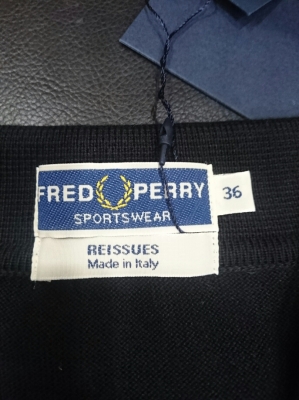 FRED PERRY
SPORTSWEAR
36
REISSUES
Made in Italy